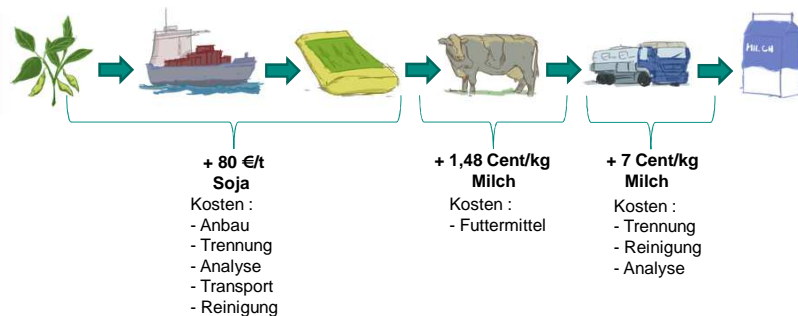 MILCH
+ 80 €/t
Soja
Kosten :
- Anbau
- Trennung
- Analyse
- Transport
- Reinigung
+ 1,48 Cent/kg
Milch
Kosten :
- Futtermittel
+ 7 Cent/kg
Milch
Kosten :
- Trennung
- Reinigung
- Analyse